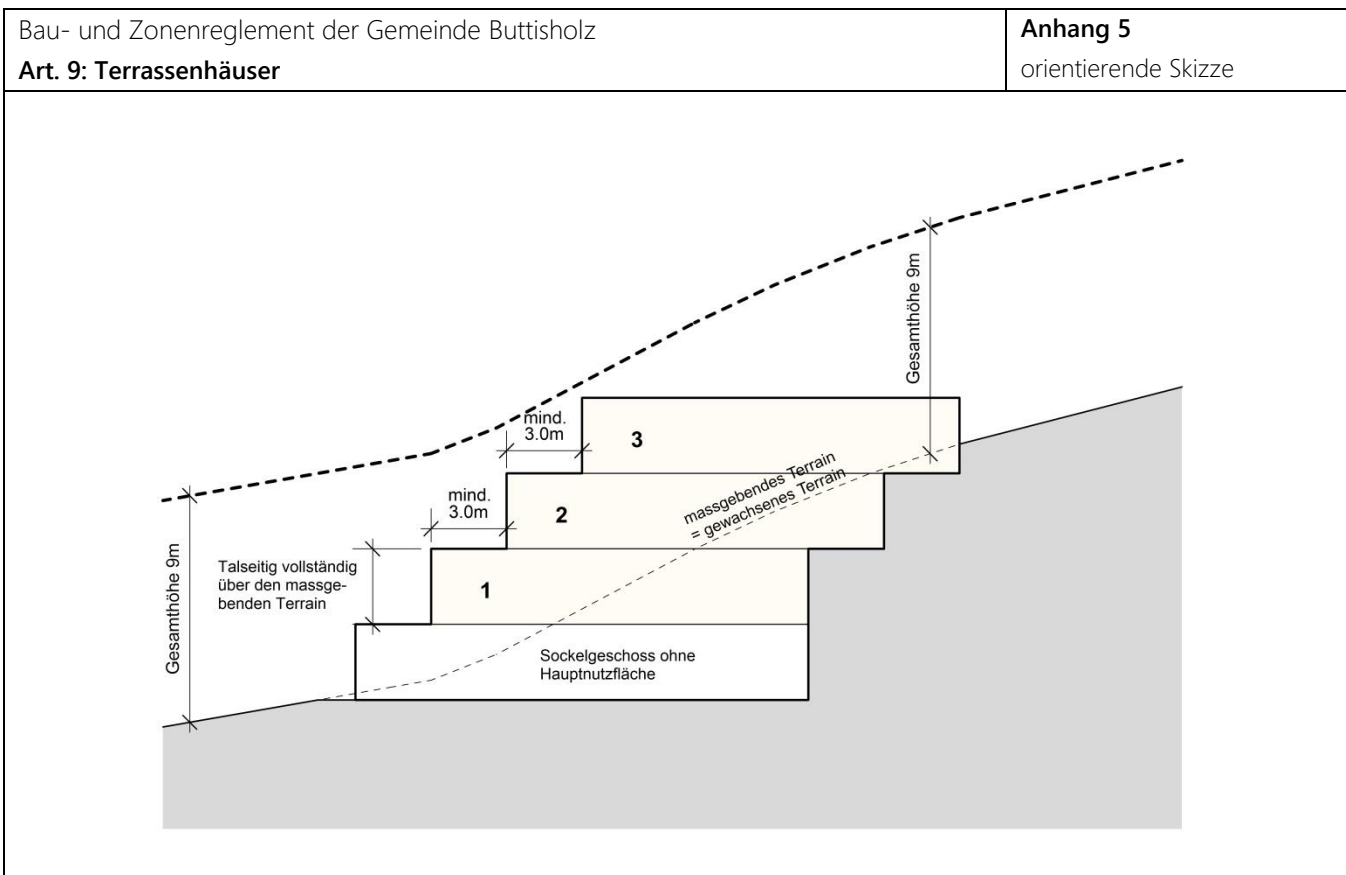 Bau- und Zonenreglement der Gemeinde Buttisholz
Art. 9: Terrassenhäuser
Anhang 5
orientierende Skizze
Gesamthöhe 9m
mind.
3.0m
3
massgebendes Terrain
= gewachsenes Terrain
mind.
3.0m
2
Gesamthöhe 9m
Talseitig vollständig
über den massge-
benden Terrain
1
Sockelgeschoss ohne
Hauptnutzfläche